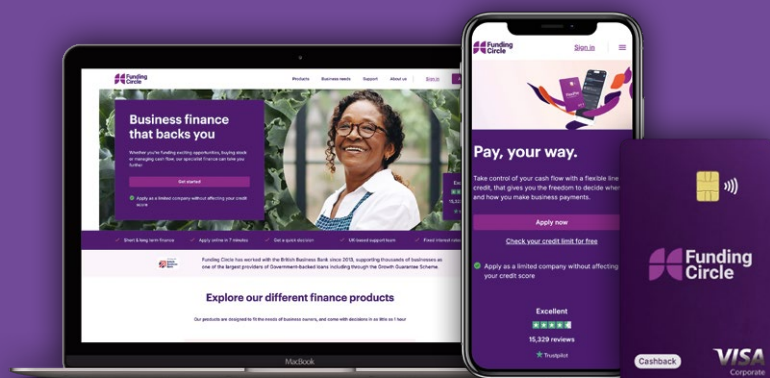 Funding
Circle
Products Business needs Support About us Sign in
Business finance
that backs you
Whether you're funding exciting opportunities, buying stock
or managing cash flow, our specialist finance can take you
further
Get started
Apply as a limited company without affecting your credit
score
Short & long term finance Apply online in 7 minutes Get a quick decision UK-based support team
Funding Circle has worked with the British Business Bank since 2013, supporting thousands of businesses as
one of the largest providers of Government-backed loans including through the Growth Guarantee Scheme.
Explore our different finance products
Our products are designed to fit the needs of business owners, and come with decisions in as little as 1 hour
MacBook
Funding
Circle
Sign in
Pay, your way.
Take control of your cash flow with a flexible line
credit, that gives you the freedom to decide when
and how you make business payments.
Apply now
Check your credit limit for free
Apply as a limited company without affecting
your credit score
Excellent
15,329 reviews
Trustpilot
Funding
Circle
Cashback
VISA
Corporate